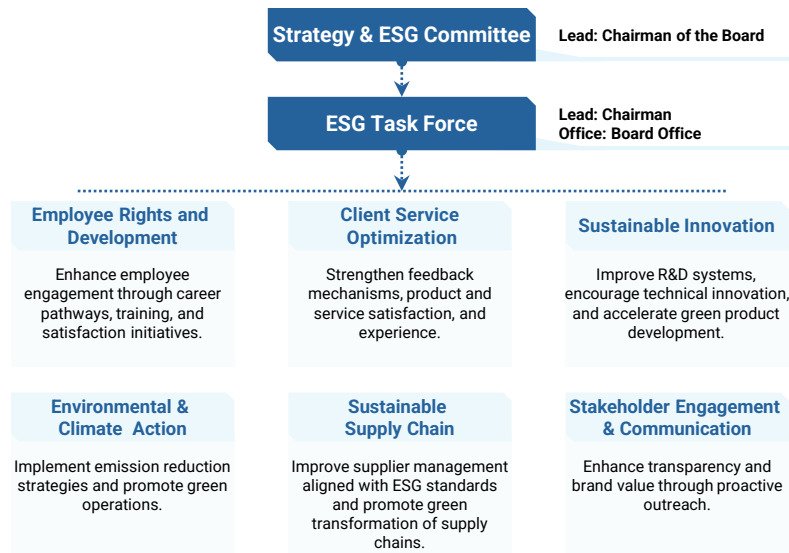 Strategy & ESG Committee
Lead: Chairman of the Board
ESG Task Force
Lead: Chairman
Office: Board Office
Employee Rights and
Development
Enhance employee
engagement through career
pathways, training, and
satisfaction initiatives.
Client Service
Optimization
Strengthen feedback
mechanisms, product and
service satisfaction, and
experience.
Sustainable Innovation
Improve R&D systems,
encourage technical innovation,
and accelerate green product
development.
Environmental &
Climate Action
Implement emission reduction
strategies and promote green
operations.
Sustainable
Supply Chain
Improve supplier management
aligned with ESG standards
and promote green
transformation of supply
chains.
Stakeholder Engagement
& Communication
Enhance transparency and
brand value through proactive
outreach.